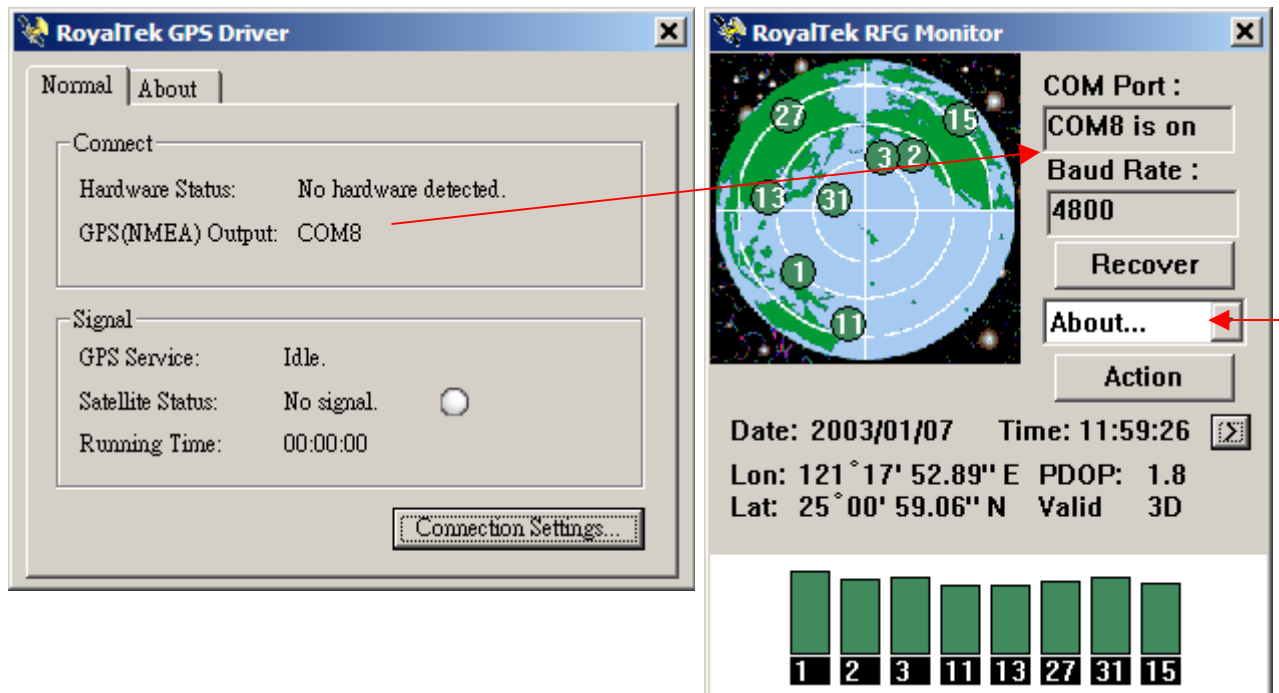 RoyalTek GPS Driver
Normal About
Connect
Hardware Status: No hardware detected.
GPS(NMEA) Output: COM8
Signal
GPS Service: Idle.
Satellite Status: No signal.
Running Time: 00:00:00
Connection Settings...
RoyalTek RFG Monitor
27
15
3
2
13
31
1
11
COM Port :
COM8 is on
Baud Rate :
4800
Recover
About...
Action
Date: 2003/01/07 Time: 11:59:26 Σ
Lon: 121°17' 52.89'' E PDOP: 1.8
Lat: 25°00' 59.06'' N Valid 3D
1 2 3 11 13 27 31 15